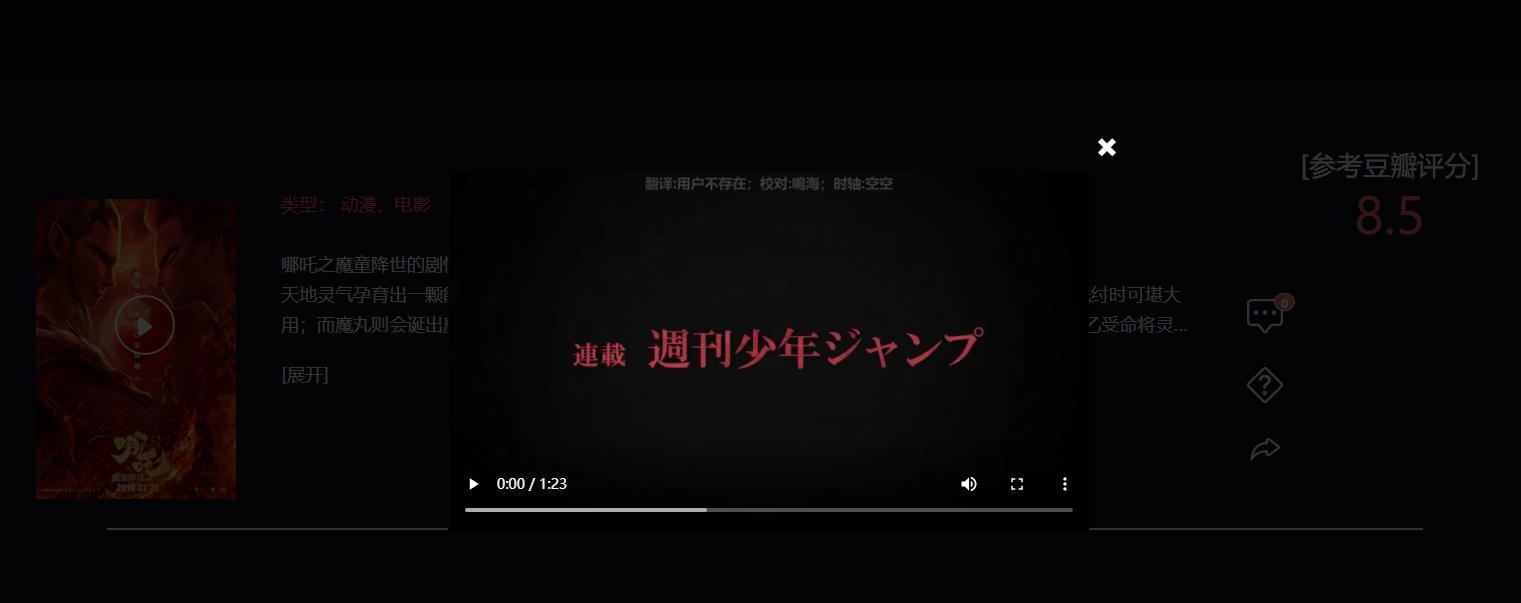 [参考豆瓣评分]
8.5
翻译:用户不存在；校对:鳴海；时轴:空空
类型： 动漫、电影
哪吒之魔童降世的剧
天地灵气孕育出一颗
付时可堪大
用；而魔丸则会诞出
乙受命将灵...
[展开]
0
連載 週刊少年ジャンプ
哪吒
0:00 / 1:23